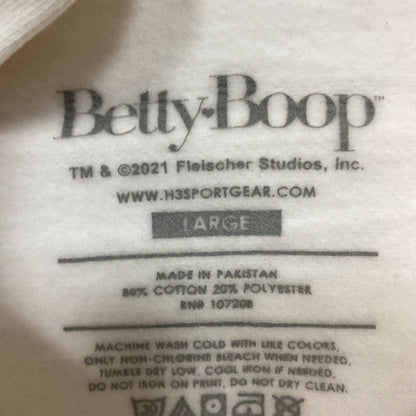 Betty♥Boop™
TM & ©2021 Fleischer Studios, Inc.
WWW.H3SPORTGEAR.COM
LARGE
MADE IN PAKISTAN
80% COTTON 20% POLYESTER
RN# 107268
MACHINE WASH COLD WITH LIKE COLORS,
ONLY NON-CHLORINE BLEACH WHEN NEEDED,
TUMBLE DRY LOW, COOL IRON IF NEEDED,
DO NOT IRON ON PRINT, DO NOT DRY CLEAN.
30